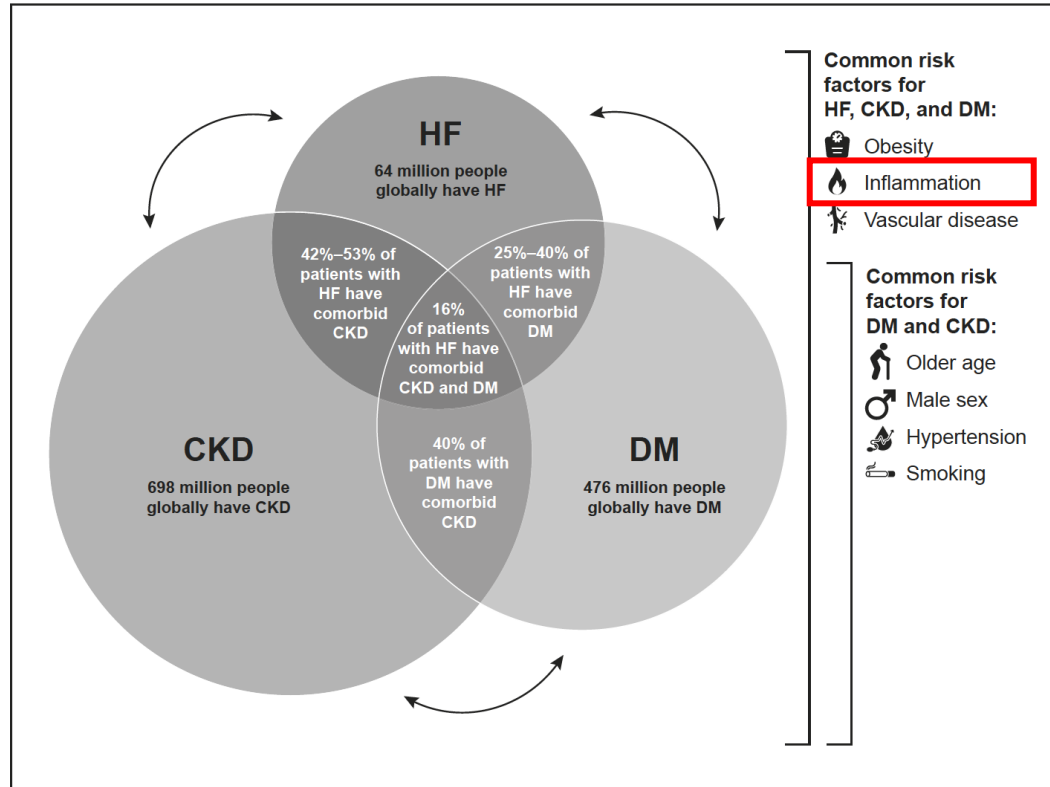 HF
64 million people
globally have HF
42%–53% of
patients with
HF have
comorbid
CKD
25%–40% of
patients with
HF have
comorbid
DM
16%
of patients
with HF have
comorbid
CKD and DM
CKD
698 million people
globally have CKD
40% of
patients with
DM have
comorbid
CKD
DM
476 million people
globally have DM
Common risk
factors for
HF, CKD, and DM:
Obesity
Inflammation
Vascular disease
Common risk
factors for
DM and CKD:
Older age
Male sex
Hypertension
Smoking